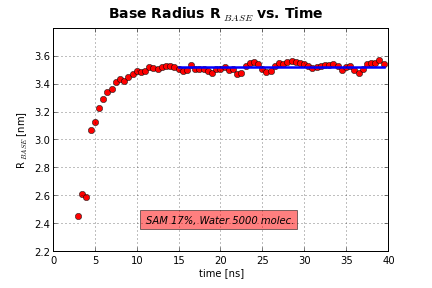 Base Radius R BASE vs. Time
3.6
3.4
3.2
3.0
2.8
2.6
2.4
2.2
R BASE [nm]
SAM 17%, Water 5000 molec.
0 5 10 15 20 25 30 35 40
time [ns]